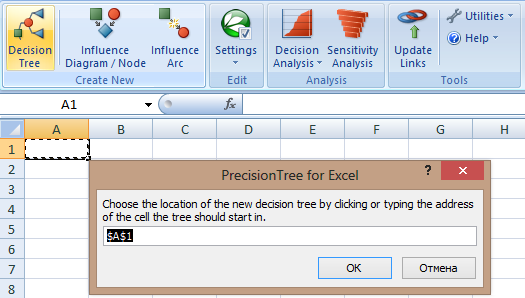 Decision Tree
Influence Diagram / Node
Influence Arc
Settings
Decision Analysis
Sensitivity Analysis
Update Links
Utilities
Help
Create New
Edit
Analysis
Tools
A1
fx
A B C D E F G H
1
2
3
4
5
6
7
8
PrecisionTree for Excel
?
Choose the location of the new decision tree by clicking or typing the address
of the cell the tree should start in.
$A$1
OK Отмена